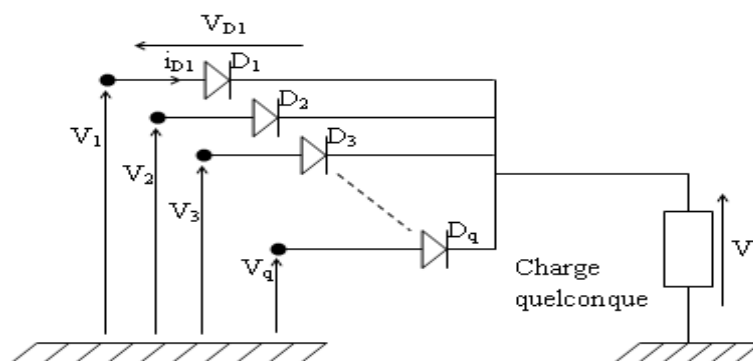 V_D1
i_D1
D_1
V_1
D_2
V_2
D_3
V_3
D_q
V_q
Charge
quelconque
V